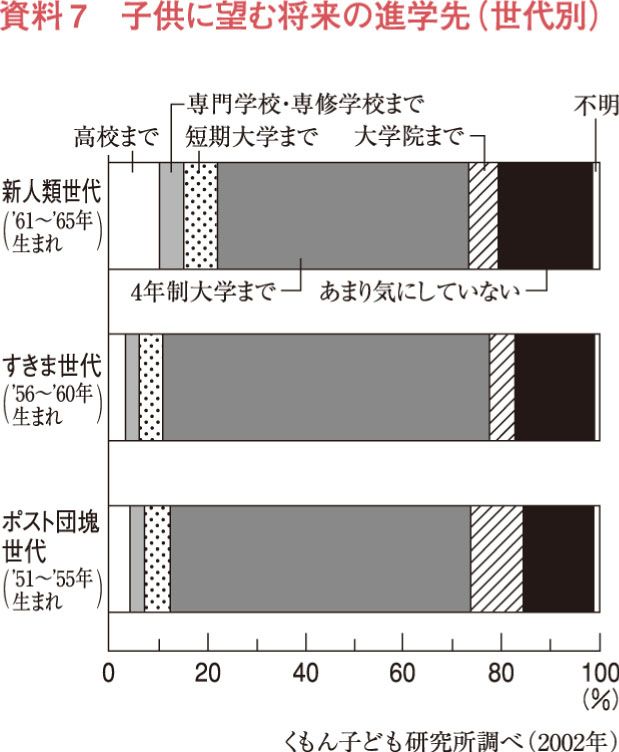 資料7　子供に望む将来の進学先（世代別）
専門学校・専修学校まで
不明
高校まで
短期大学まで
大学院まで
新人類世代
（'61～'65年
生まれ）
4年制大学まで
あまり気にしていない
すきま世代
（'56～'60年
生まれ）
ポスト団塊
世代
（'51～'55年
生まれ）
0 20 40 60 80 100
（%）
くもん子ども研究所調べ（2002年）